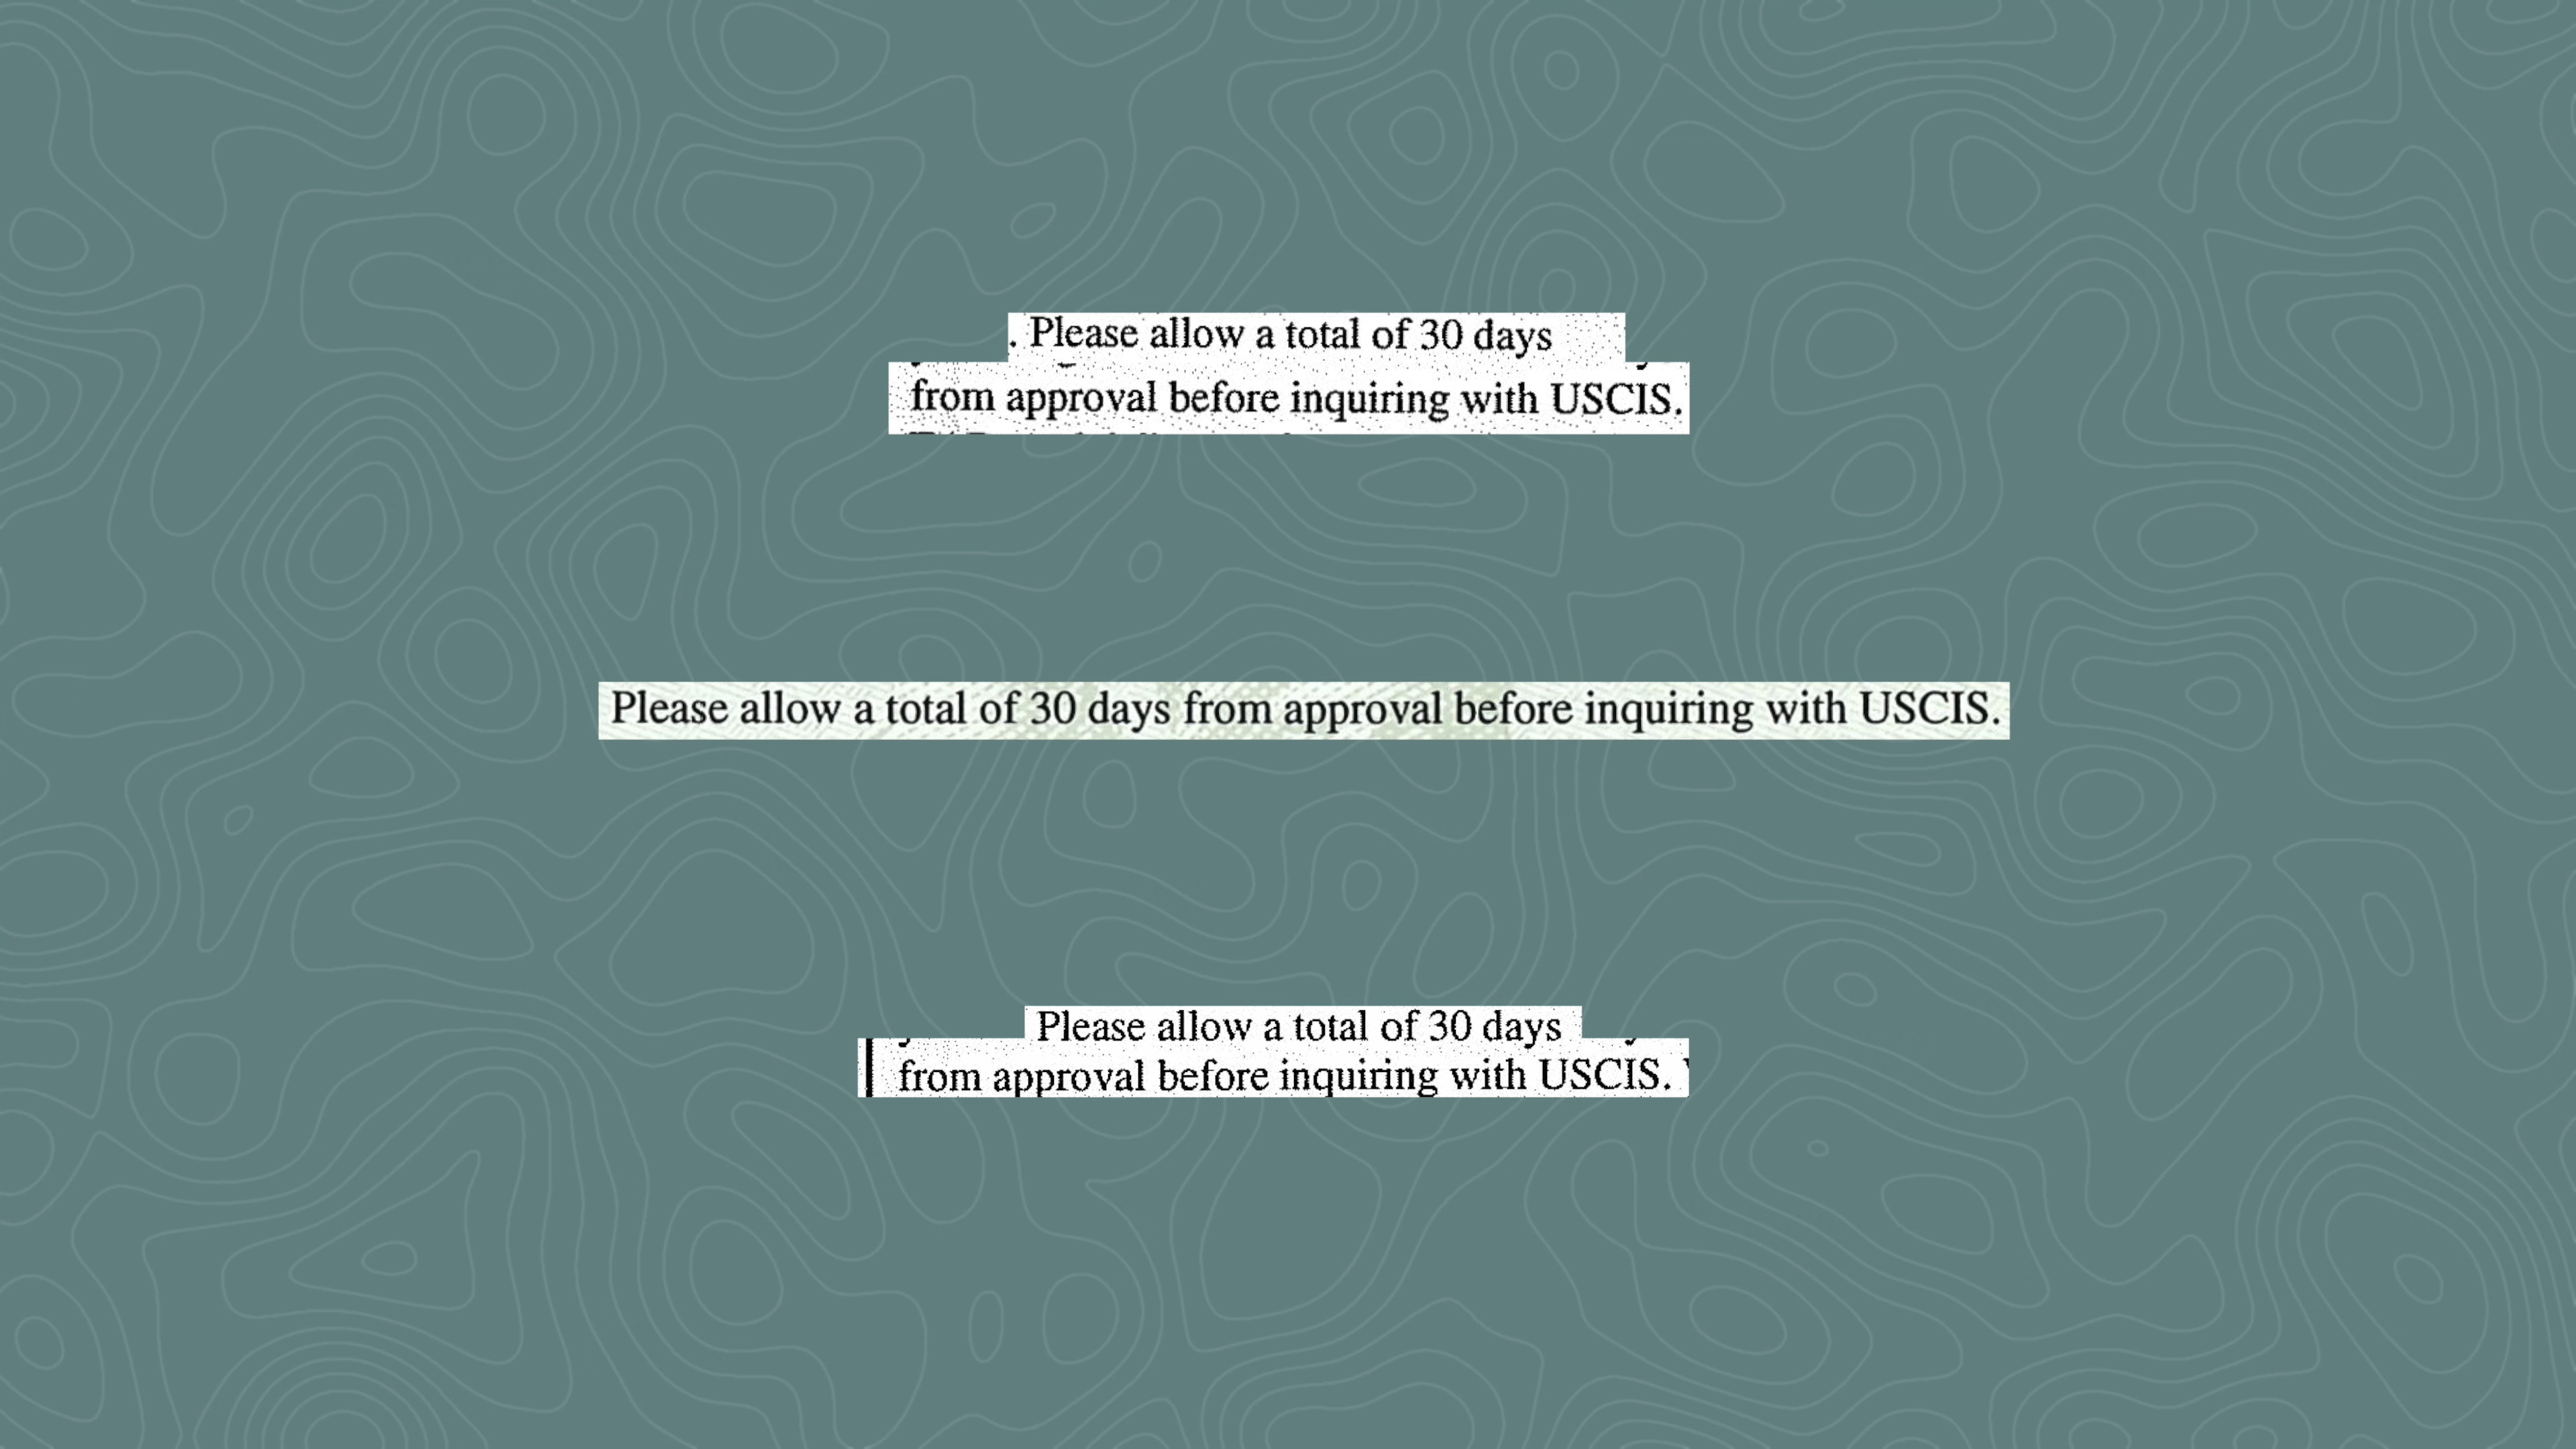 . Please allow a total of 30 days
from approval before inquiring with USCIS.
Please allow a total of 30 days from approval before inquiring with USCIS.
Please allow a total of 30 days
from approval before inquiring with USCIS.